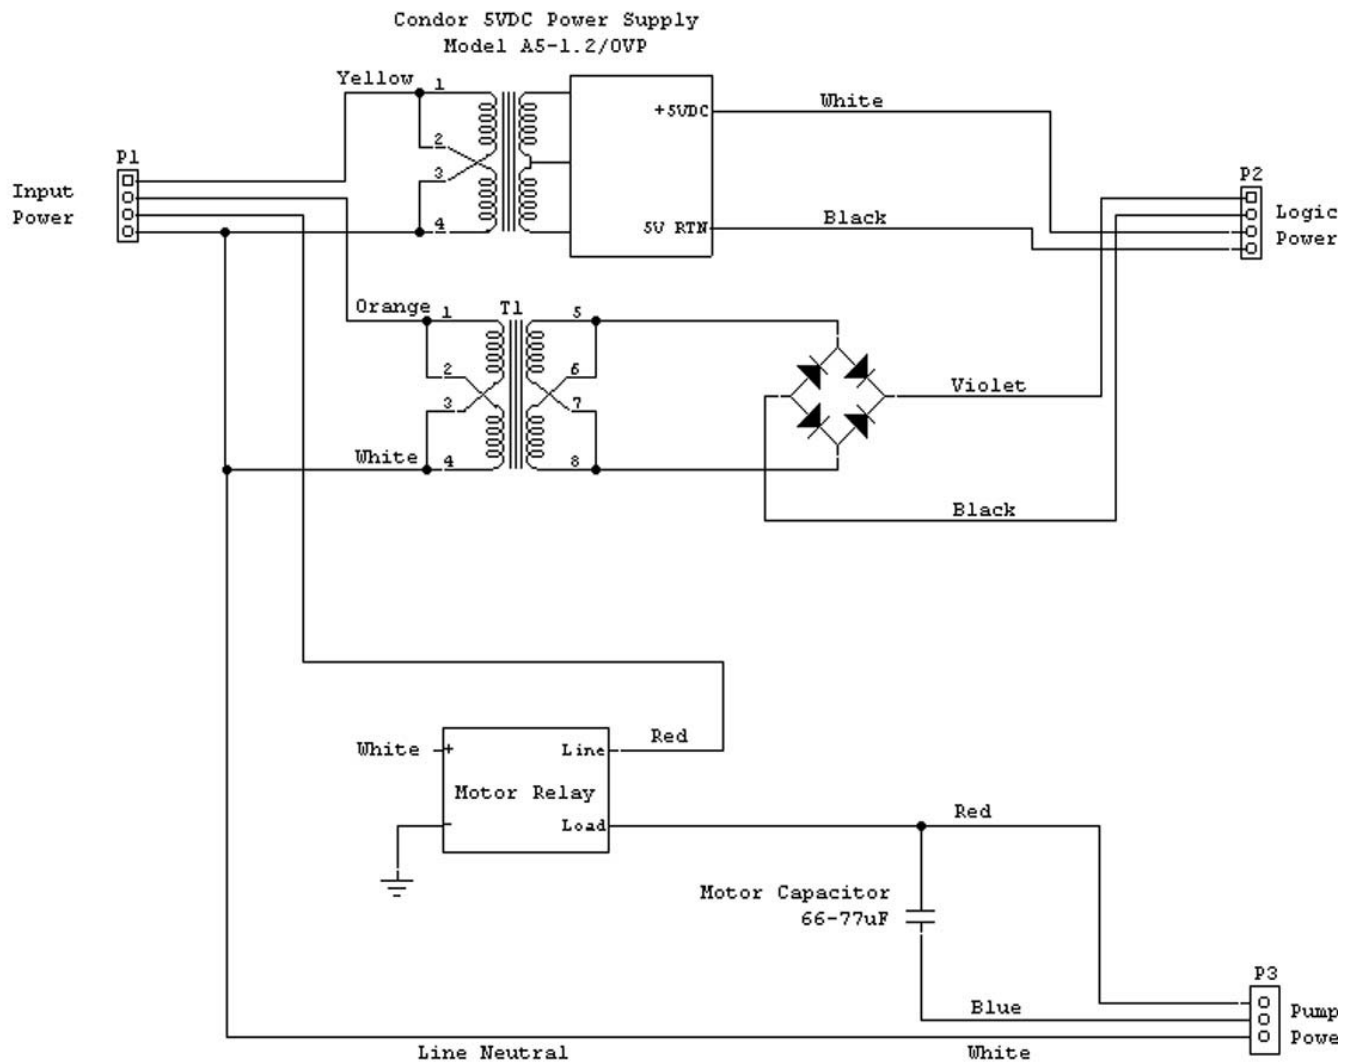 Condor 5VDC Power Supply
Model A5-1.2/OVP
Yellow
1
2
3
4
+5VDC
5V RTN
White
Black
P1
Input
Power
P2
Logic
Power
Orange
T1
1
2
3
4
5
6
7
8
White
Violet
Black
White
+
Line
Red
Motor Relay
-
Load
Red
Motor Capacitor
66-77uF
P3
Blue
Pump
Powe
Line Neutral
White